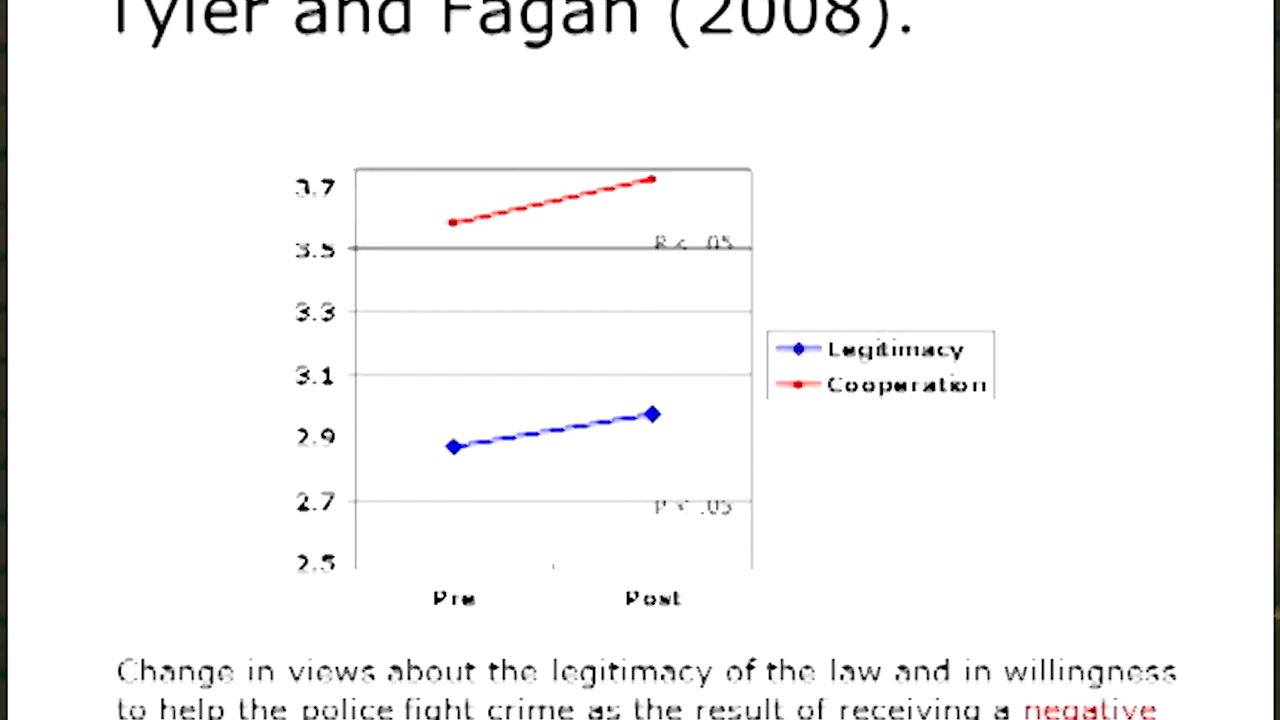 Tyler and Fagan (2008).
3.7
3.5
P < .05
3.3
3.1
2.9
2.7
P < .05
2.5
Pre Post
Legitimacy
Cooperation
Change in views about the legitimacy of the law and in willingness
to help the police fight crime as the result of receiving a negative